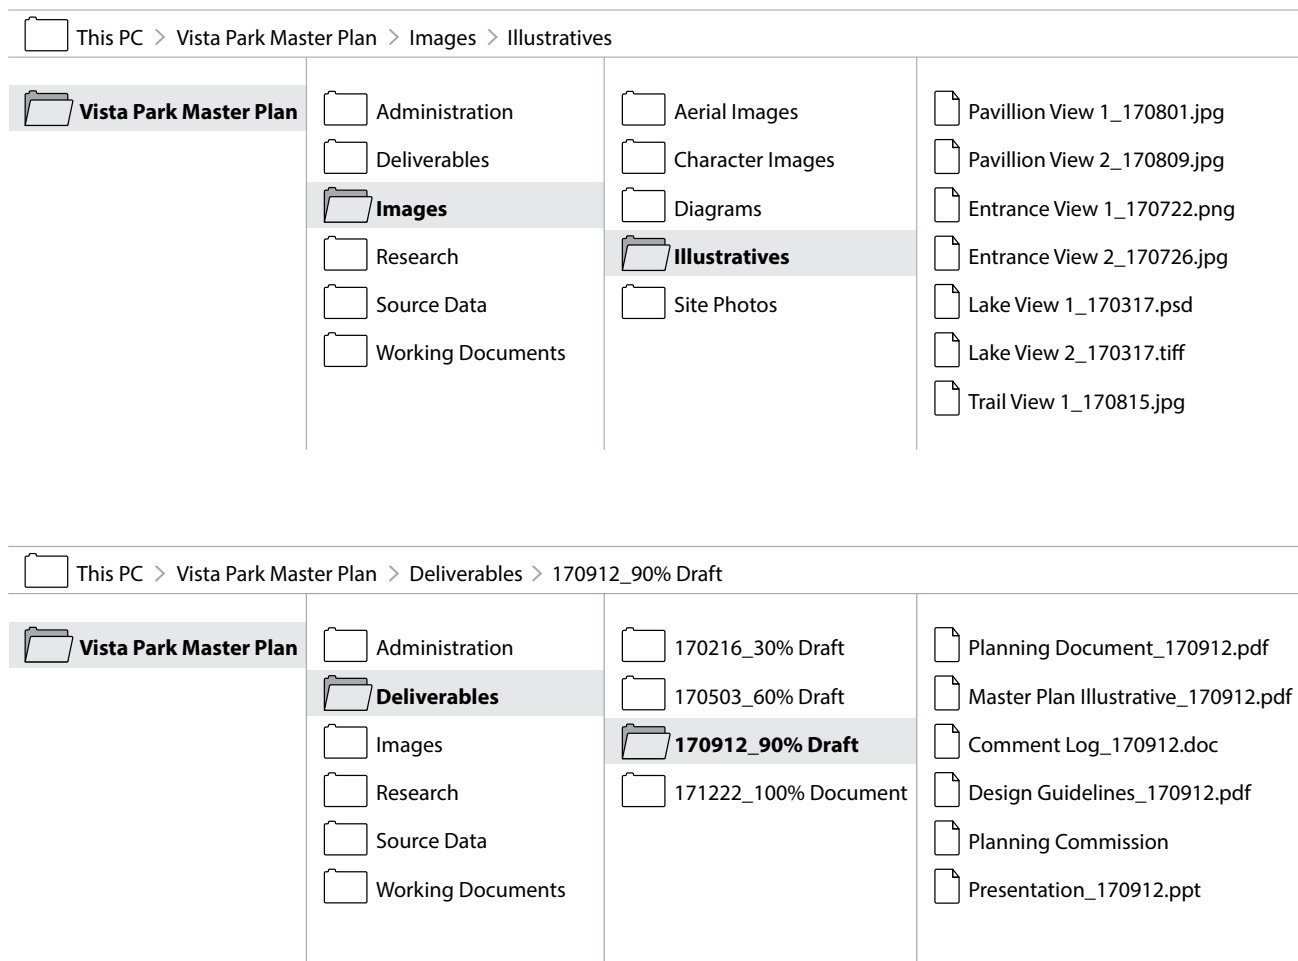 This PC > Vista Park Master Plan > Images > Illustratives
Vista Park Master Plan
Administration
Deliverables
Images
Research
Source Data
Working Documents
Aerial Images
Character Images
Diagrams
Illustratives
Site Photos
Pavillion View 1_170801.jpg
Pavillion View 2_170809.jpg
Entrance View 1_170722.png
Entrance View 2_170726.jpg
Lake View 1_170317.psd
Lake View 2_170317.tiff
Trail View 1_170815.jpg
This PC > Vista Park Master Plan > Deliverables > 170912_90% Draft
Vista Park Master Plan
Administration
Deliverables
Images
Research
Source Data
Working Documents
170216_30% Draft
170503_60% Draft
170912_90% Draft
171222_100% Document
Planning Document_170912.pdf
Master Plan Illustrative_170912.pdf
Comment Log_170912.doc
Design Guidelines_170912.pdf
Planning Commission
Presentation_170912.ppt